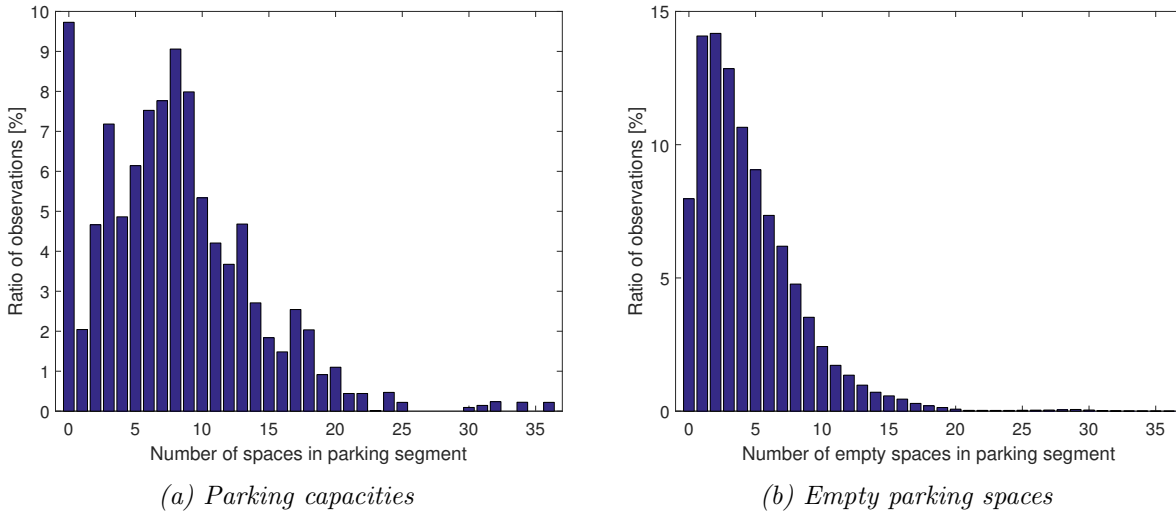 10
9
8
7
6
5
4
3
2
1
0
Ratio of observations [%]
0 5 10 15 20 25 30 35
Number of spaces in parking segment
(a) Parking capacities
15
10
5
0
Ratio of observations [%]
0 5 10 15 20 25 30 35
Number of empty spaces in parking segment
(b) Empty parking spaces